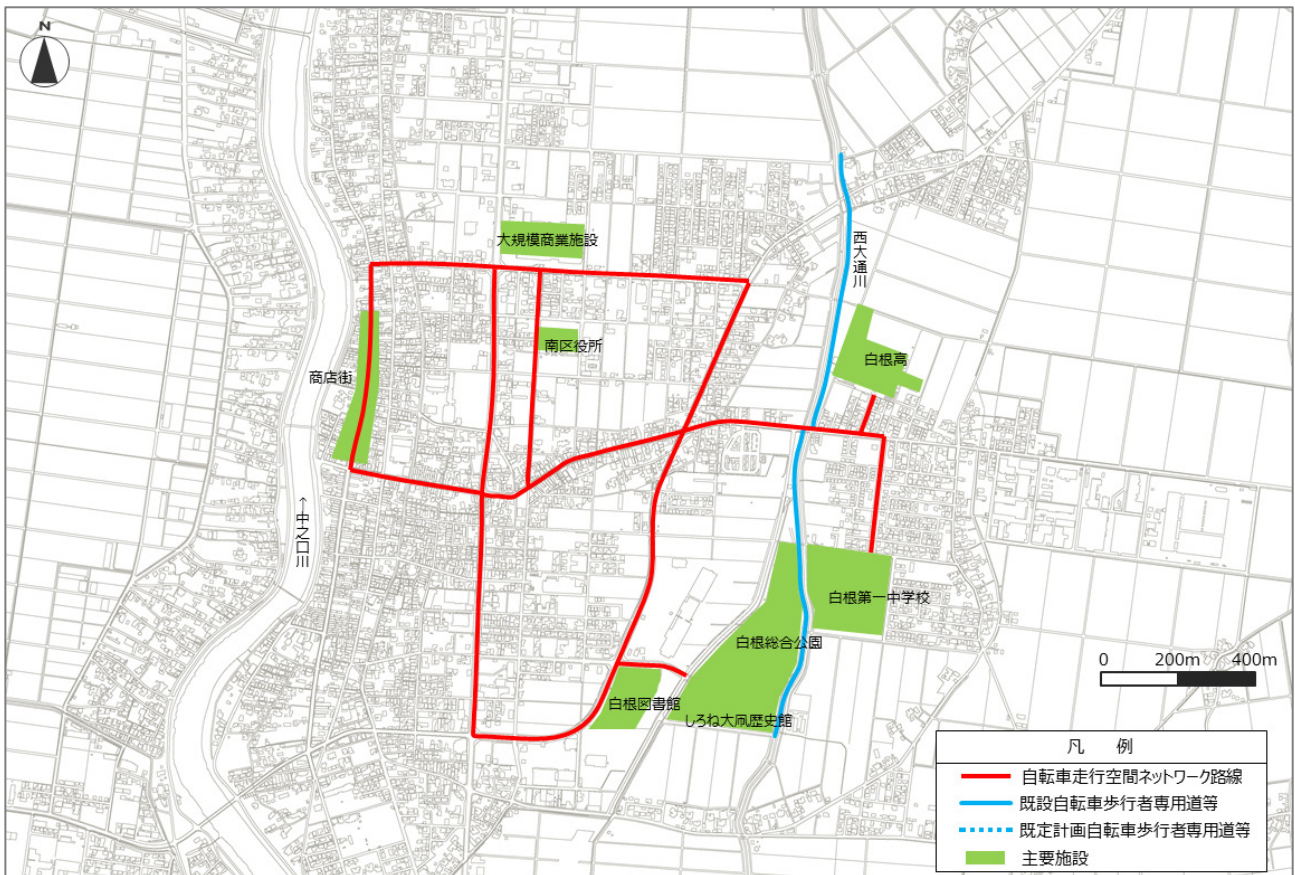 N
大規模商業施設
西大通川
南区役所
白根高
商店街
←中之口川
白根第一中学校
白根総合公園
白根図書館
しろね大凧歴史館
0 200m 400m
凡 例
自転車走行空間ネットワーク路線
既設自転車歩行者専用道等
既定計画自転車歩行者専用道等
主要施設